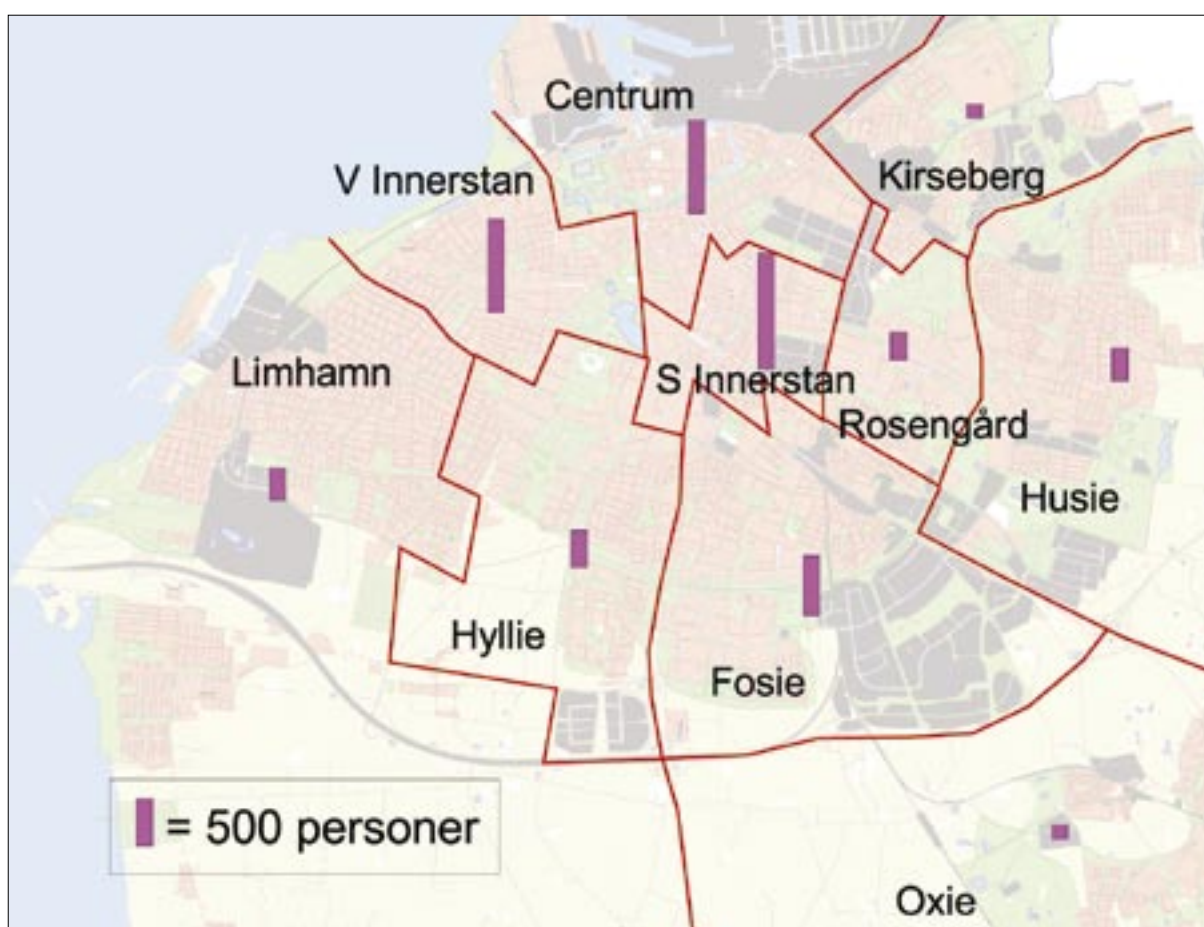 Centrum
V Innerstan
Kirseberg
Limhamn
S Innerstan
Rosengård
Husie
Hyllie
Fosie
= 500 personer
Oxie